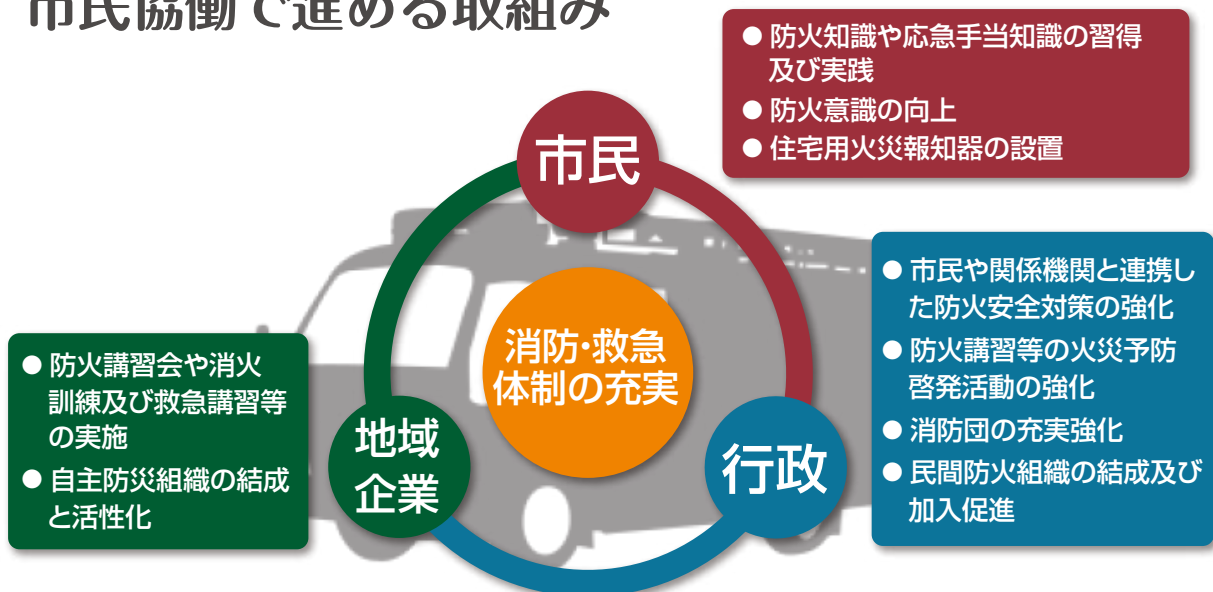 市民協働で進める取組み
● 防火知識や応急手当知識の習得
及び実践
● 防火意識の向上
● 住宅用火災報知器の設置
市民
● 市民や関係機関と連携し
た防火安全対策の強化
● 防火講習等の火災予防
啓発活動の強化
● 消防団の充実強化
● 民間防火組織の結成及び
加入促進
消防・救急
体制の充実
● 防火講習会や消火
訓練及び救急講習等
の実施
● 自主防災組織の結成
と活性化
地域
企業
行政